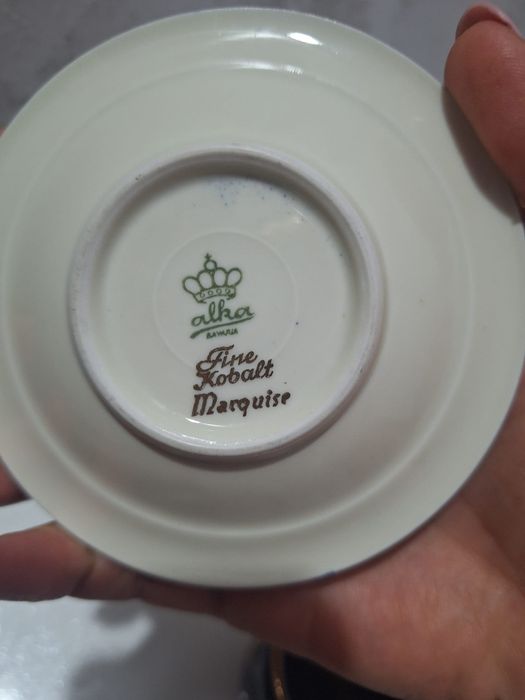 alka
BAVARIA
Fine
Kobalt
Marquise